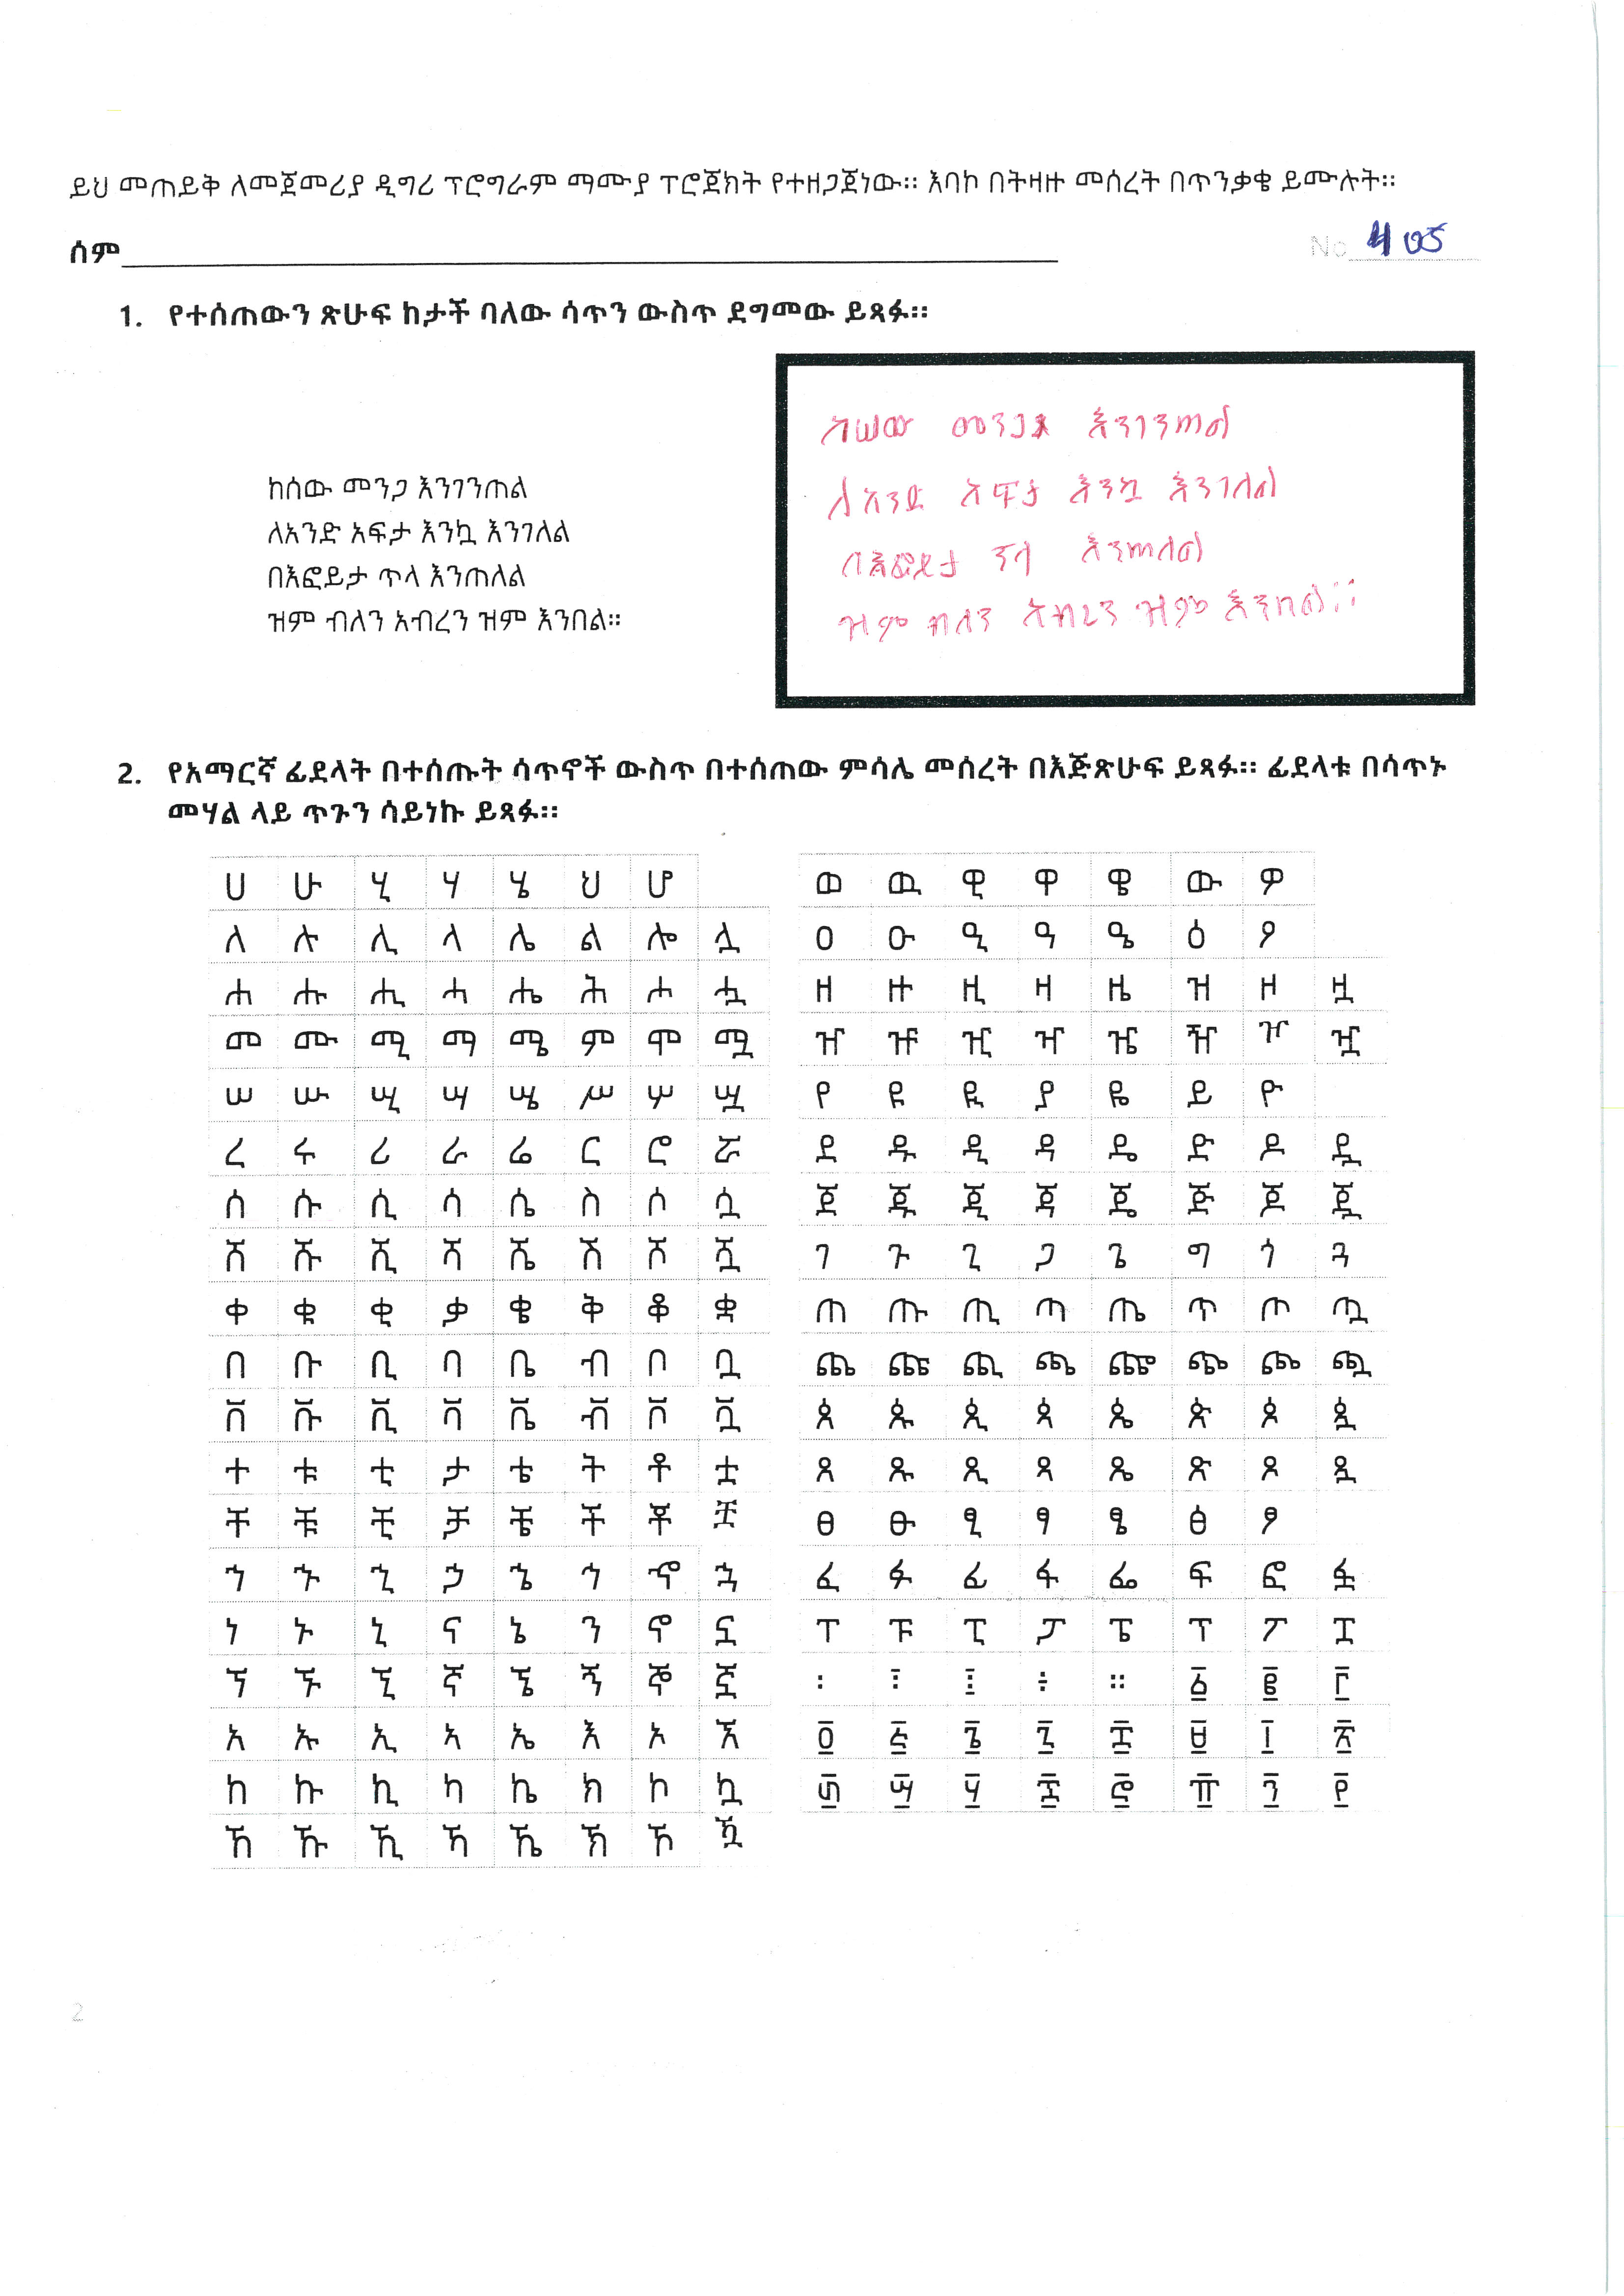 ይህ መጠይቅ ለመጀመሪያ ዲግሪ ፕሮግራም ማሙያ ፕሮጀክት የተዘጋጀነው። እባኮ በትዛዙ መሰረት በጥንቃቄ ይሙሉት።
ሰም
No 405
1. የተሰጠውን ጽሁፍ ከታች ባለው ሳጥን ውስጥ ደግመው ይጻፉ።
ከሰው መንጋ እንገንጠል
ለአንድ አፍታ እንኳ እንገለል
በእፎይታ ጥላ እንጠለል
ዝም ብለን አብረን ዝም እንበል።
ከሠው መንጋ እንገንጠል
ለአንድ አፍታ እንኳ እንገለል
በእፎይታ ጥላ እንጠለል
ዝም ብለን አብረን ዝም እንበል።
2. የአማርኛ ፊደላት በተሰጡት ሳጥኖች ውስጥ በተሰጠው ምሳሌ መሰረት በእጅጽሁፍ ይጻፉ። ፊደላቱ በሳጥኑ
መሃል ላይ ጥጉን ሳይነኩ ይጻፉ።
ሀ ሁ ሂ ሃ ሄ ህ ሆ
ለ ሉ ሊ ላ ሌ ል ሎ ሏ
ሐ ሑ ሒ ሓ ሔ ሕ ሖ ሗ
መ ሙ ሚ ማ ሜ ም ሞ ሟ
ሠ ሡ ሢ ሣ ሤ ሥ ሦ ሧ
ረ ሩ ሪ ራ ሬ ር ሮ ሯ
ሰ ሱ ሲ ሳ ሴ ስ ሶ ሷ
ሸ ሹ ሺ ሻ ሼ ሽ ሾ ሿ
ቀ ቁ ቂ ቃ ቄ ቅ ቆ ቋ
በ ቡ ቢ ባ ቤ ብ ቦ ቧ
ቨ ቩ ቪ ቫ ቬ ቭ ቮ ቯ
ተ ቱ ቲ ታ ቴ ት ቶ ቷ
ቸ ቹ ቺ ቻ ቼ ች ቾ ቿ
ኀ ኁ ኂ ኃ ኄ ኅ ኆ ኋ
ነ ኑ ኒ ና ኔ ን ኖ ኗ
ኘ ኙ ኚ ኛ ኜ ኝ ኞ ኟ
አ ኡ ኢ ኣ ኤ እ ኦ ኧ
ከ ኩ ኪ ካ ኬ ክ ኮ ኳ
ኸ ኹ ኺ ኻ ኼ ኽ ኾ ዃ
ወ ዉ ዊ ዋ ዌ ው ዎ
ዐ ዑ ዒ ዓ ዔ ዕ ዖ
ዘ ዙ ዚ ዛ ዜ ዝ ዞ ዟ
ዠ ዡ ዢ ዣ ዤ ዥ ዦ ዧ
የ ዩ ዪ ያ ዬ ይ ዮ
ደ ዱ ዲ ዳ ዴ ድ ዶ ዷ
ጀ ጁ ጂ ጃ ጄ ጅ ጆ ጇ
ገ ጉ ጊ ጋ ጌ ግ ጎ ጓ
ጠ ጡ ጢ ጣ ጤ ጥ ጦ ጧ
ጨ ጩ ጪ ጫ ጬ ጭ ጮ ጯ
ጰ ጱ ጲ ጳ ጴ ጵ ጶ ጷ
ጸ ጹ ጺ ጻ ጼ ጽ ጾ ጿ
ፀ ፁ ፂ ፃ ፄ ፅ ፆ
ፈ ፉ ፊ ፋ ፌ ፍ ፎ ፏ
ፐ ፑ ፒ ፓ ፔ ፕ ፖ ፗ
፡ ፣ ፤ ፥ ። ፩ ፪ ፫
፬ ፭ ፮ ፯ ፰ ፱ ፲ ፳
፴ ፵ ፶ ፷ ፸ ፹ ፺ ፻
2